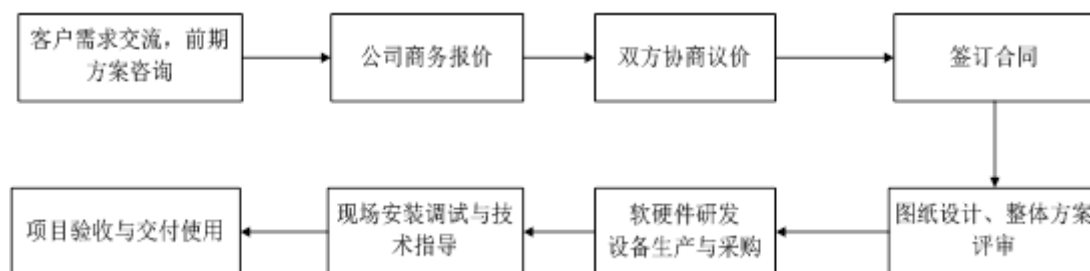 客户需求交流，前期
方案咨询
公司商务报价
双方协商议价
签订合同
图纸设计、整体方案
评审
软硬件研发
设备生产与采购
现场安装调试与技
术指导
项目验收与交付使用